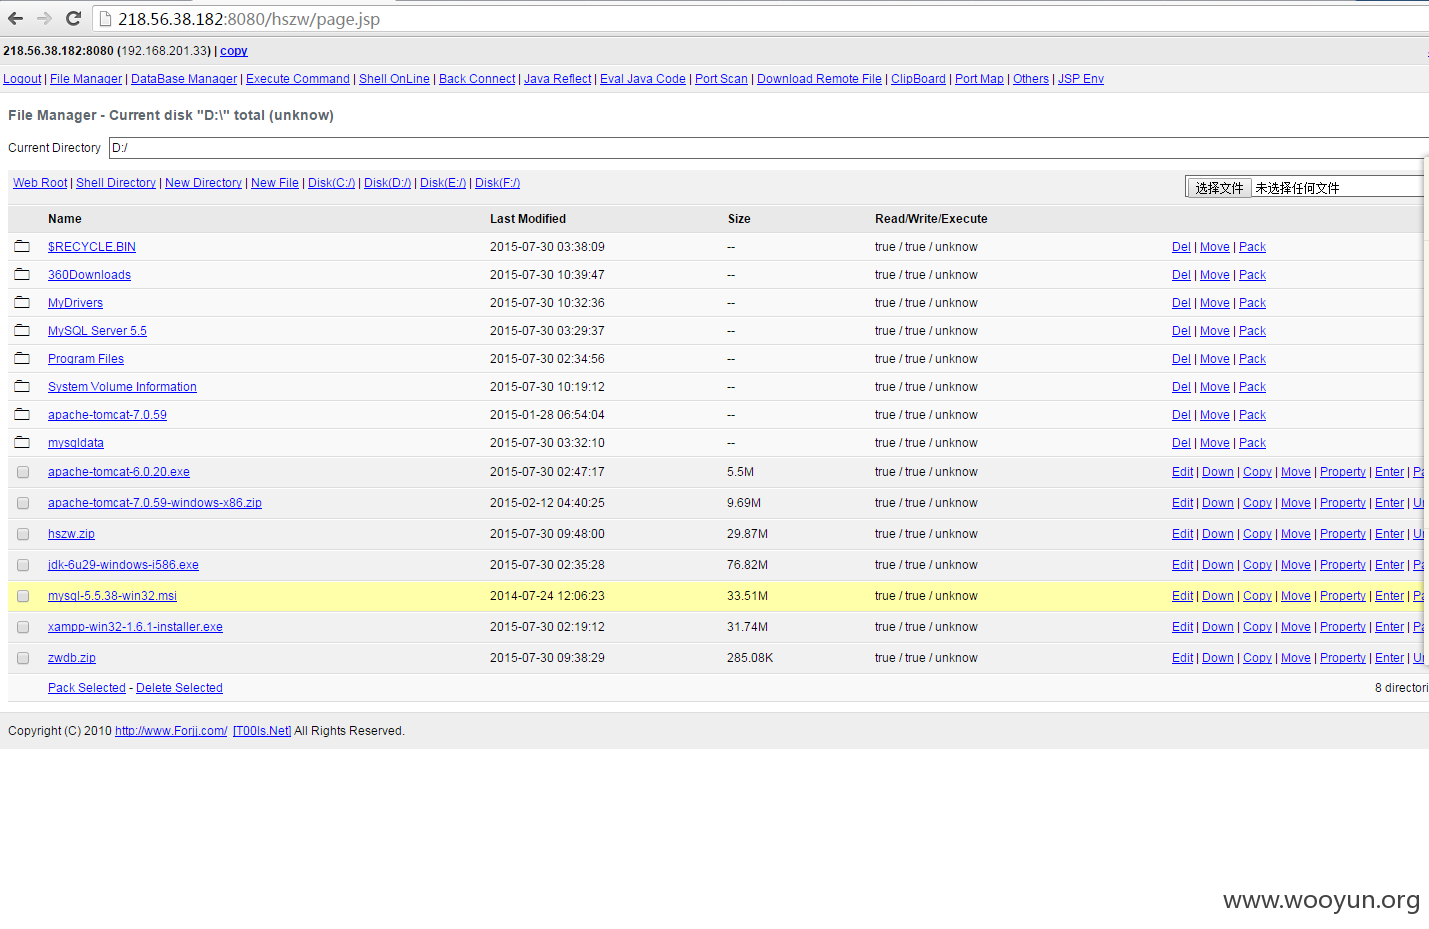 218.56.38.182:8080/hszw/page.jsp
218.56.38.182:8080 (192.168.201.33) | copy
Logout | File Manager | DataBase Manager | Execute Command | Shell OnLine | Back Connect | Java Reflect | Eval Java Code | Port Scan | Download Remote File | ClipBoard | Port Map | Others | JSP Env
File Manager - Current disk "D:\" total (unknow)
Current Directory D:/
Web Root | Shell Directory | New Directory | New File | Disk(C:/) | Disk(D:/) | Disk(E:/) | Disk(F:/) 选择文件 未选择任何文件
Name Last Modified Size Read/Write/Execute
$RECYCLE.BIN 2015-07-30 03:38:09 -- true / true / unknow Del | Move | Pack
360Downloads 2015-07-30 10:39:47 -- true / true / unknow Del | Move | Pack
MyDrivers 2015-07-30 10:32:36 -- true / true / unknow Del | Move | Pack
MySQL Server 5.5 2015-07-30 03:29:37 -- true / true / unknow Del | Move | Pack
Program Files 2015-07-30 02:34:56 -- true / true / unknow Del | Move | Pack
System Volume Information 2015-07-30 10:19:12 -- true / true / unknow Del | Move | Pack
apache-tomcat-7.0.59 2015-01-28 06:54:04 -- true / true / unknow Del | Move | Pack
mysqldata 2015-07-30 03:32:10 -- true / true / unknow Del | Move | Pack
apache-tomcat-6.0.20.exe 2015-07-30 02:47:17 5.5M true / true / unknow Edit | Down | Copy | Move | Property | Enter |
apache-tomcat-7.0.59-windows-x86.zip 2015-02-12 04:40:25 9.69M true / true / unknow Edit | Down | Copy | Move | Property | Enter |
hszw.zip 2015-07-30 09:48:00 29.87M true / true / unknow Edit | Down | Copy | Move | Property | Enter |
jdk-6u29-windows-i586.exe 2015-07-30 02:35:28 76.82M true / true / unknow Edit | Down | Copy | Move | Property | Enter |
mysql-5.5.38-win32.msi 2014-07-24 12:06:23 33.51M true / true / unknow Edit | Down | Copy | Move | Property | Enter |
xampp-win32-1.6.1-installer.exe 2015-07-30 02:19:12 31.74M true / true / unknow Edit | Down | Copy | Move | Property | Enter |
zwdb.zip 2015-07-30 09:38:29 285.08K true / true / unknow Edit | Down | Copy | Move | Property | Enter |
Pack Selected - Delete Selected 8 directori
Copyright (C) 2010 http://www.Forjj.com/ [T00ls.Net] All Rights Reserved.
www.wooyun.org